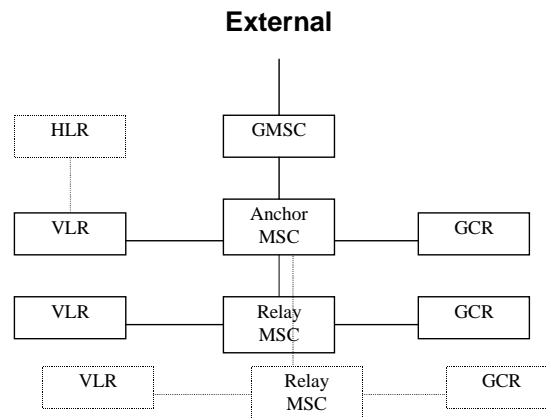 External
HLR
GMSC
VLR
Anchor
MSC
GCR
VLR
Relay
MSC
GCR
VLR
Relay
MSC
GCR